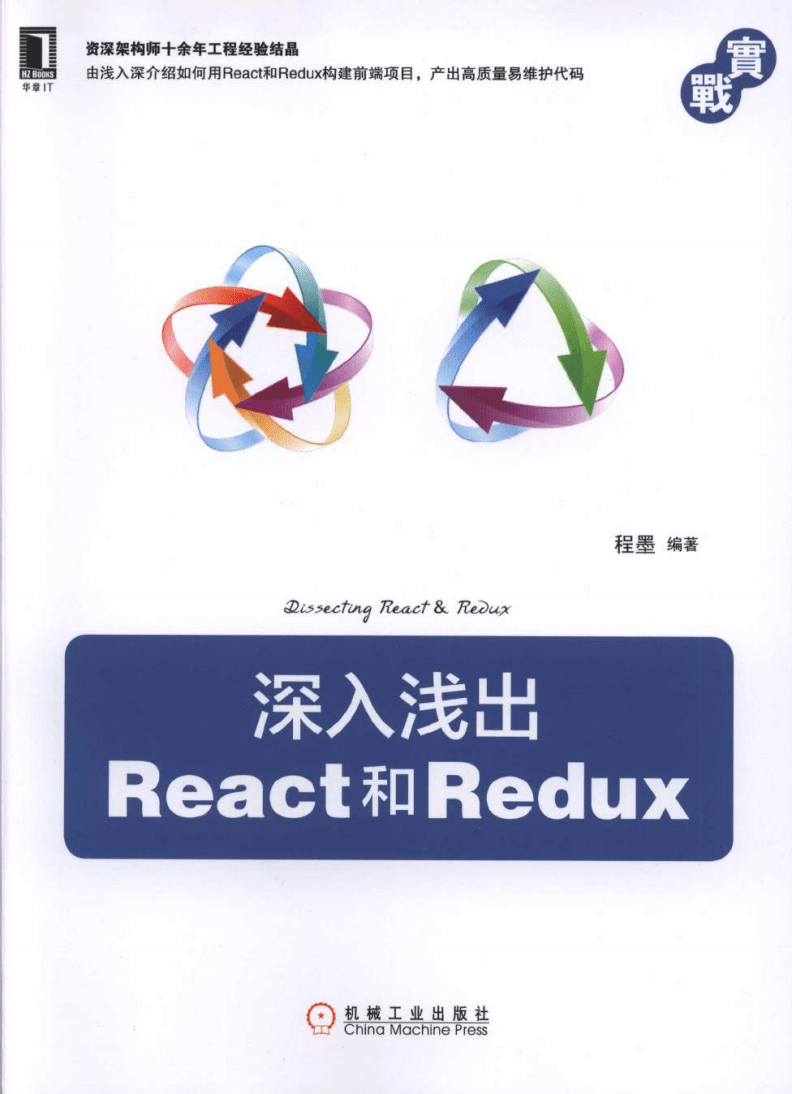 资深架构师十余年工程经验结晶
由浅入深介绍如何用React和Redux构建前端项目，产出高质量易维护代码
HZ BOOKS
华章IT
實
戰
程墨 编著
Dissecting React & Redux
深入浅出
React和Redux
机械工业出版社
China Machine Press